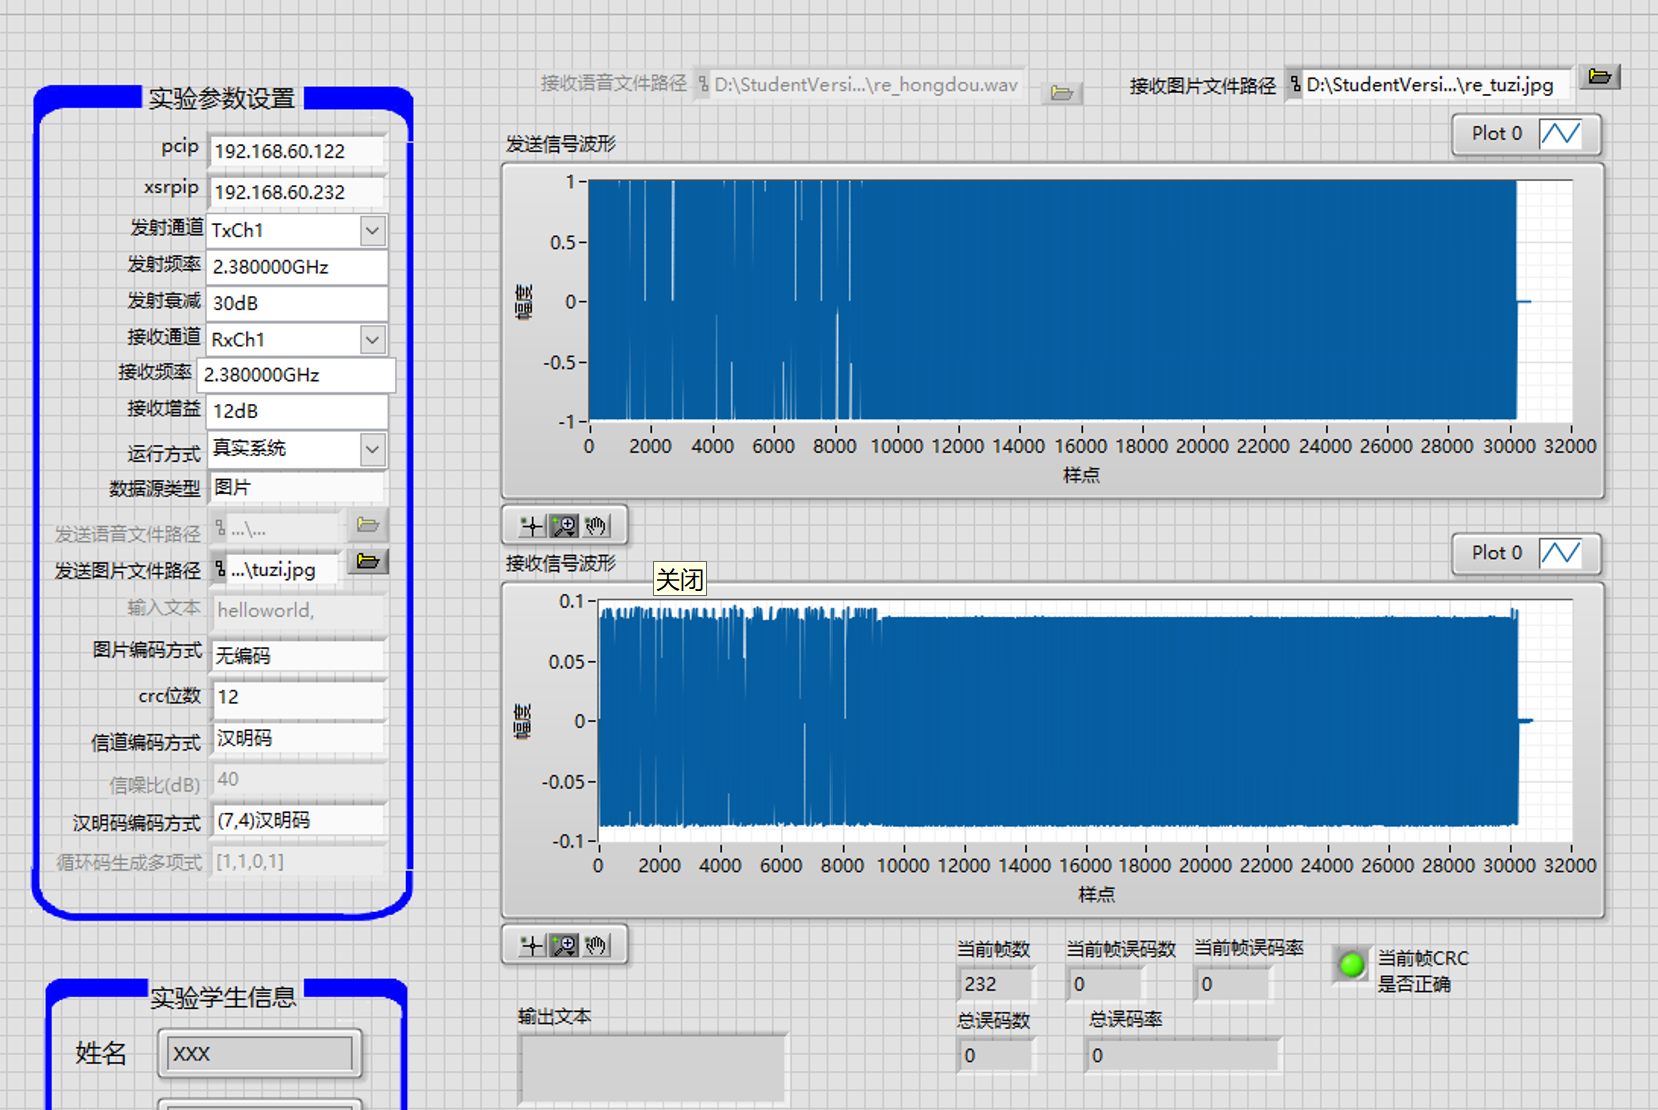 接收语音文件路径 D:\StudentVersi...\re_hongdou.wav
接收图片文件路径 D:\StudentVersi...\re_tuzi.jpg
实验参数设置
pcip 192.168.60.122
xsrpip 192.168.60.232
发射通道 TxCh1
发射频率 2.380000GHz
发射衰减 30dB
接收通道 RxCh1
接收频率 2.380000GHz
接收增益 12dB
运行方式 真实系统
数据源类型 图片
发送语音文件路径 ...\...
发送图片文件路径 ...\tuzi.jpg
输入文本 helloworld,
图片编码方式 无编码
crc位数 12
信道编码方式 汉明码
信噪比(dB) 40
汉明码编码方式 (7,4)汉明码
循环码生成多项式 [1,1,0,1]
实验学生信息
姓名 XXX
发送信号波形
Plot 0
幅度
1
0.5
0
-0.5
-1
0 2000 4000 6000 8000 10000 12000 14000 16000 18000 20000 22000 24000 26000 28000 30000 32000
样点
接收信号波形
关闭
Plot 0
幅度
0.1
0.05
0
-0.05
-0.1
0 2000 4000 6000 8000 10000 12000 14000 16000 18000 20000 22000 24000 26000 28000 30000 32000
样点
当前帧数 当前帧误码数 当前帧误码率
232 0 0
当前帧CRC
是否正确
总误码数 总误码率
0 0
输出文本